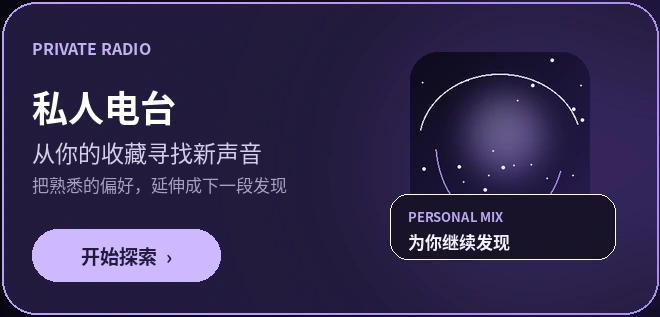 PRIVATE RADIO
私人电台
从你的收藏寻找新声音
把熟悉的偏好，延伸成下一段发现
开始探索 ›
PERSONAL MIX
为你继续发现